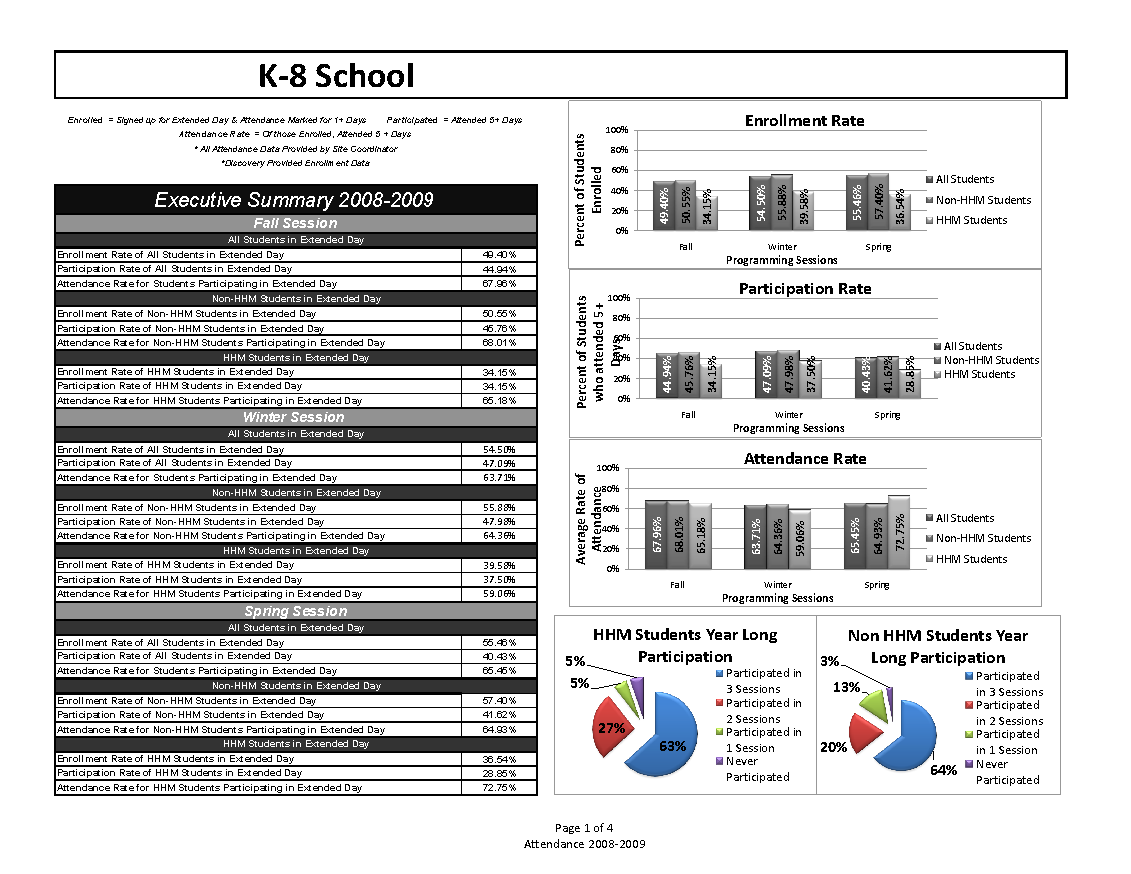 K-8 School
Enrolled = Signed up for Extended Day & Attendance Marked for 1+ Days Participated = Attended 5+ Days
Attendance Rate = Of those Enrolled, Attended 5 + Days
* All Attendance Data Provided by Site Coordinator
*Discovery Provided Enrollment Data
Executive Summary 2008-2009
Fall Session
All Students in Extended Day
Enrollment Rate of All Students in Extended Day 49.40%
Participation Rate of All Students in Extended Day 44.94%
Attendance Rate for Students Participating in Extended Day 67.96%
Non-HHM Students in Extended Day
Enrollment Rate of Non-HHM Students in Extended Day 50.55%
Participation Rate of Non-HHM Students in Extended Day 45.76%
Attendance Rate for Non-HHM Students Participating in Extended Day 68.01%
HHM Students in Extended Day
Enrollment Rate of HHM Students in Extended Day 34.15%
Participation Rate of HHM Students in Extended Day 34.15%
Attendance Rate for HHM Students Participating in Extended Day 65.18%
Winter Session
All Students in Extended Day
Enrollment Rate of All Students in Extended Day 54.50%
Participation Rate of All Students in Extended Day 47.09%
Attendance Rate for Students Participating in Extended Day 63.71%
Non-HHM Students in Extended Day
Enrollment Rate of Non-HHM Students in Extended Day 55.88%
Participation Rate of Non-HHM Students in Extended Day 47.98%
Attendance Rate for Non-HHM Students Participating in Extended Day 64.36%
HHM Students in Extended Day
Enrollment Rate of HHM Students in Extended Day 39.58%
Participation Rate of HHM Students in Extended Day 37.50%
Attendance Rate for HHM Students Participating in Extended Day 59.06%
Spring Session
All Students in Extended Day
Enrollment Rate of All Students in Extended Day 55.46%
Participation Rate of All Students in Extended Day 40.43%
Attendance Rate for Students Participating in Extended Day 65.45%
Non-HHM Students in Extended Day
Enrollment Rate of Non-HHM Students in Extended Day 57.40%
Participation Rate of Non-HHM Students in Extended Day 41.62%
Attendance Rate for Non-HHM Students Participating in Extended Day 64.93%
HHM Students in Extended Day
Enrollment Rate of HHM Students in Extended Day 36.54%
Participation Rate of HHM Students in Extended Day 28.85%
Attendance Rate for HHM Students Participating in Extended Day 72.75%
Enrollment Rate
Percent of Students
Enrolled
100%
80%
60%
40%
20%
0%
49.40% 50.55% 34.15% 54.50% 55.88% 39.58% 55.46% 57.40% 36.54%
Fall Winter Spring
Programming Sessions
All Students
Non-HHM Students
HHM Students
Participation Rate
Percent of Students
who attended 5+
Days
100%
80%
60%
40%
20%
0%
44.94% 45.76% 34.15% 47.09% 47.98% 37.50% 40.43% 41.62% 28.85%
Fall Winter Spring
Programming Sessions
All Students
Non-HHM Students
HHM Students
Attendance Rate
Average Rate of
Attendance
100%
80%
60%
40%
20%
0%
67.96% 68.01% 65.18% 63.71% 64.36% 59.06% 65.45% 64.93% 72.75%
Fall Winter Spring
Programming Sessions
All Students
Non-HHM Students
HHM Students
HHM Students Year Long
Participation
5%
5%
27%
63%
Participated in
3 Sessions
Participated in
2 Sessions
Participated in
1 Session
Never
Participated
Non HHM Students Year
Long Participation
3%
13%
20%
64%
Participated
in 3 Sessions
Participated
in 2 Sessions
Participated
in 1 Session
Never
Participated
Page 1 of 4
Attendance 2008-2009